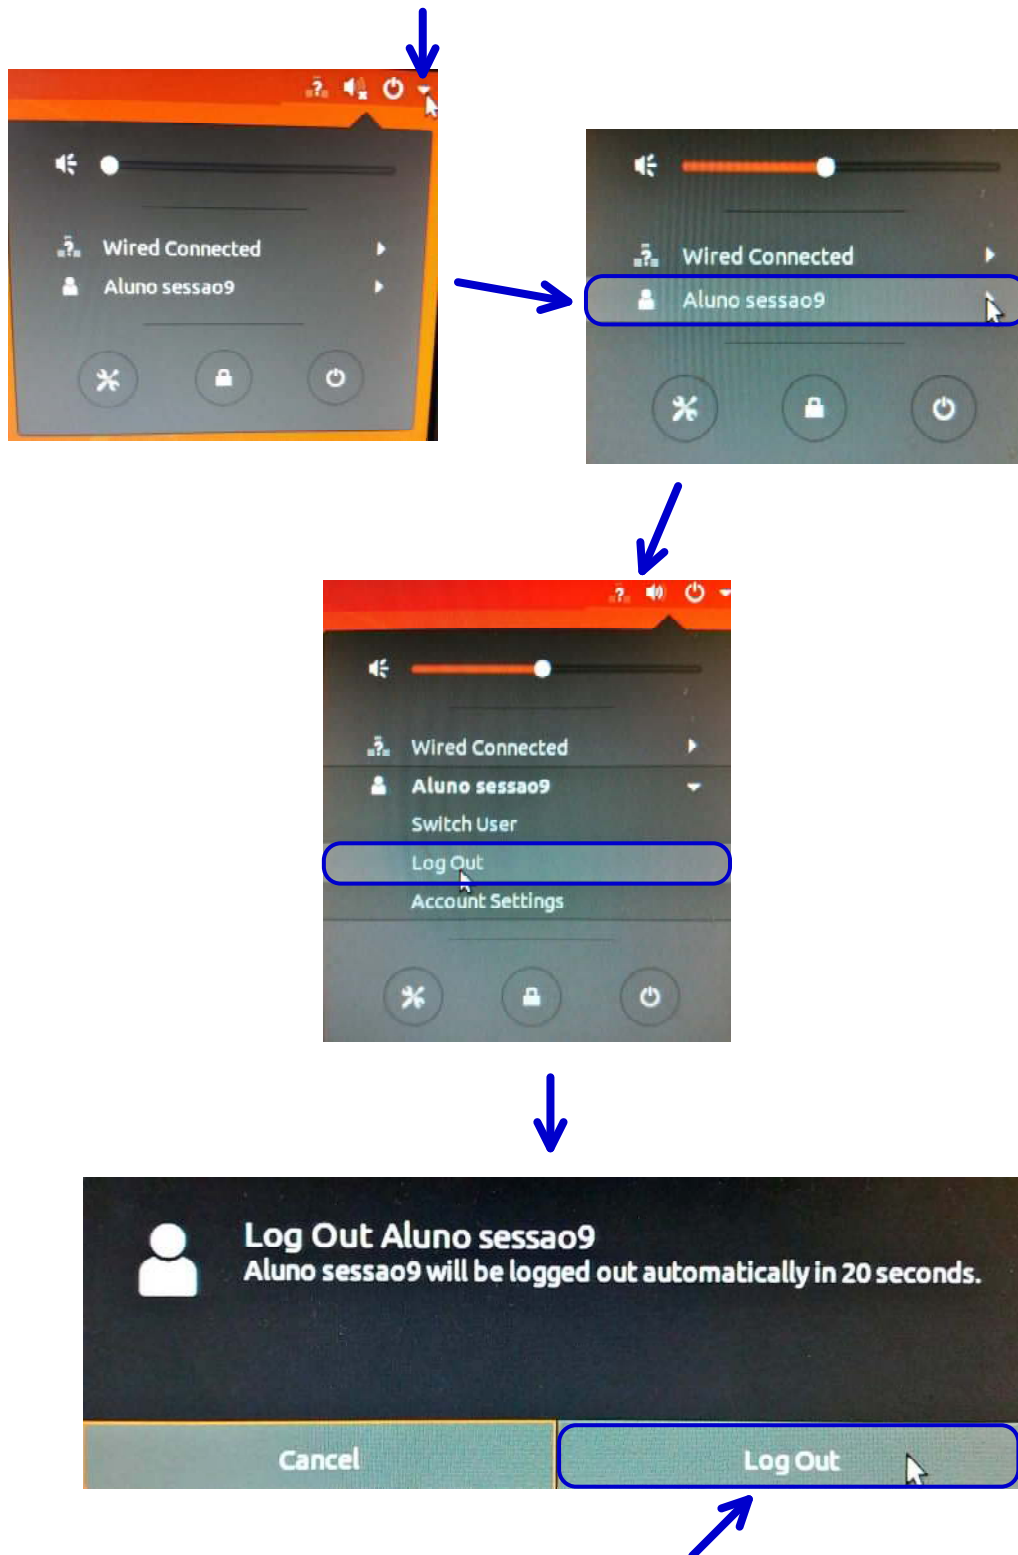 Wired Connected
Aluno sessao9
Wired Connected
Aluno sessao9
Wired Connected
Aluno sessao9
Switch User
Log Out
Account Settings
Log Out Aluno sessao9
Aluno sessao9 will be logged out automatically in 20 seconds.
Cancel
Log Out